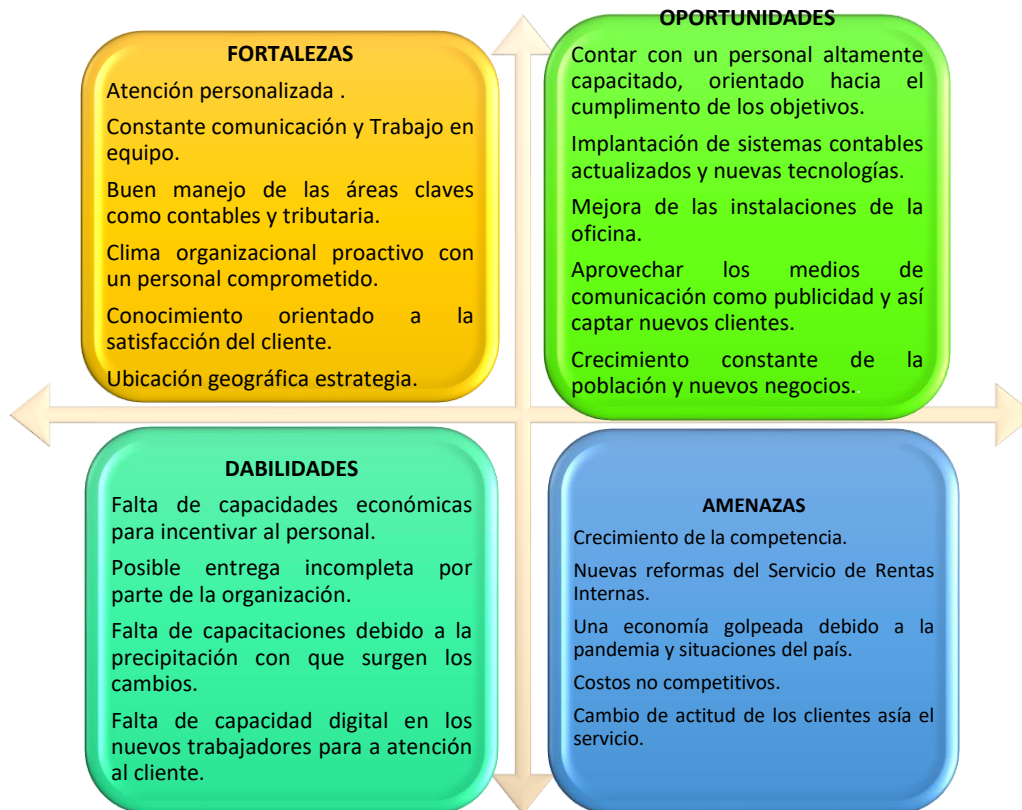 FORTALEZAS
Atención personalizada .
Constante comunicación y Trabajo en
equipo.
Buen manejo de las áreas claves
como contables y tributaria.
Clima organizacional proactivo con
un personal comprometido.
Conocimiento orientado a la
satisfacción del cliente.
Ubicación geográfica estrategia.
OPORTUNIDADES
Contar con un personal altamente
capacitado, orientado hacia el
cumplimento de los objetivos.
Implantación de sistemas contables
actualizados y nuevas tecnologías.
Mejora de las instalaciones de la
oficina.
Aprovechar los medios de
comunicación como publicidad y así
captar nuevos clientes.
Crecimiento constante de la
población y nuevos negocios..
DABILIDADES
Falta de capacidades económicas
para incentivar al personal.
Posible entrega incompleta por
parte de la organización.
Falta de capacitaciones debido a la
precipitación con que surgen los
cambios.
Falta de capacidad digital en los
nuevos trabajadores para a atención
al cliente.
AMENAZAS
Crecimiento de la competencia.
Nuevas reformas del Servicio de Rentas
Internas.
Una economía golpeada debido a la
pandemia y situaciones del país.
Costos no competitivos.
Cambio de actitud de los clientes asía el
servicio.